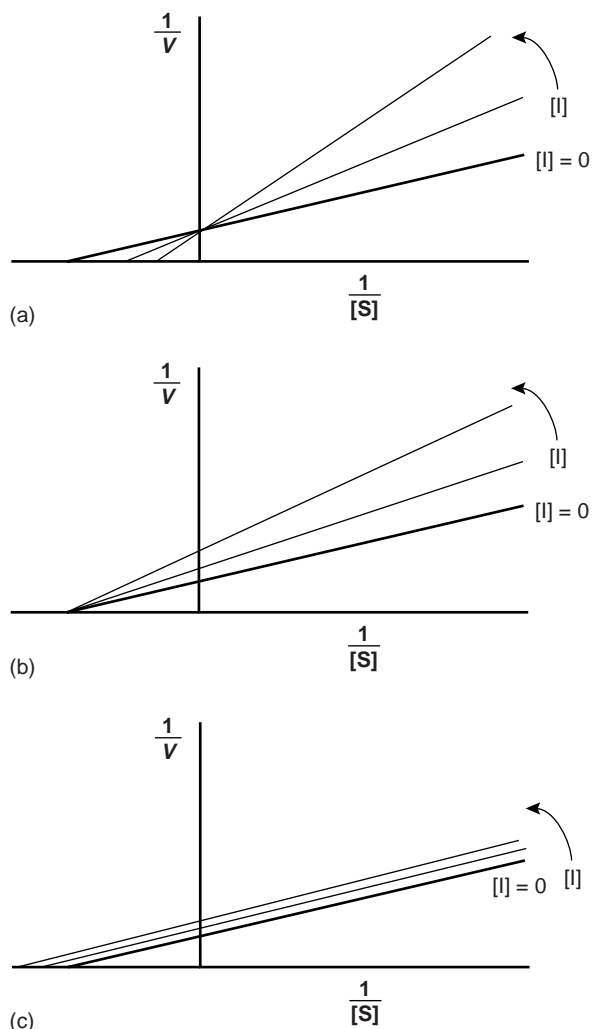 1
V
[I]
[I] = 0
1
[S]
(a)
1
V
[I]
[I] = 0
1
[S]
(b)
1
V
[I] = 0 [I]
1
[S]
(c)